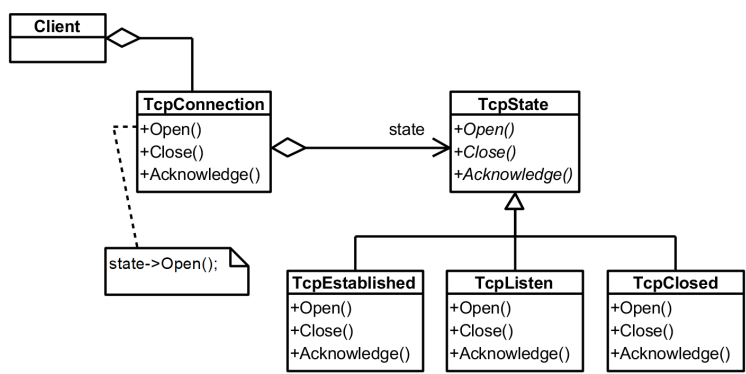 Client
TcpConnection
+Open()
+Close()
+Acknowledge()
state
TcpState
+Open()
+Close()
+Acknowledge()
state->Open();
TcpEstablished
+Open()
+Close()
+Acknowledge()
TcpListen
+Open()
+Close()
+Acknowledge()
TcpClosed
+Open()
+Close()
+Acknowledge()